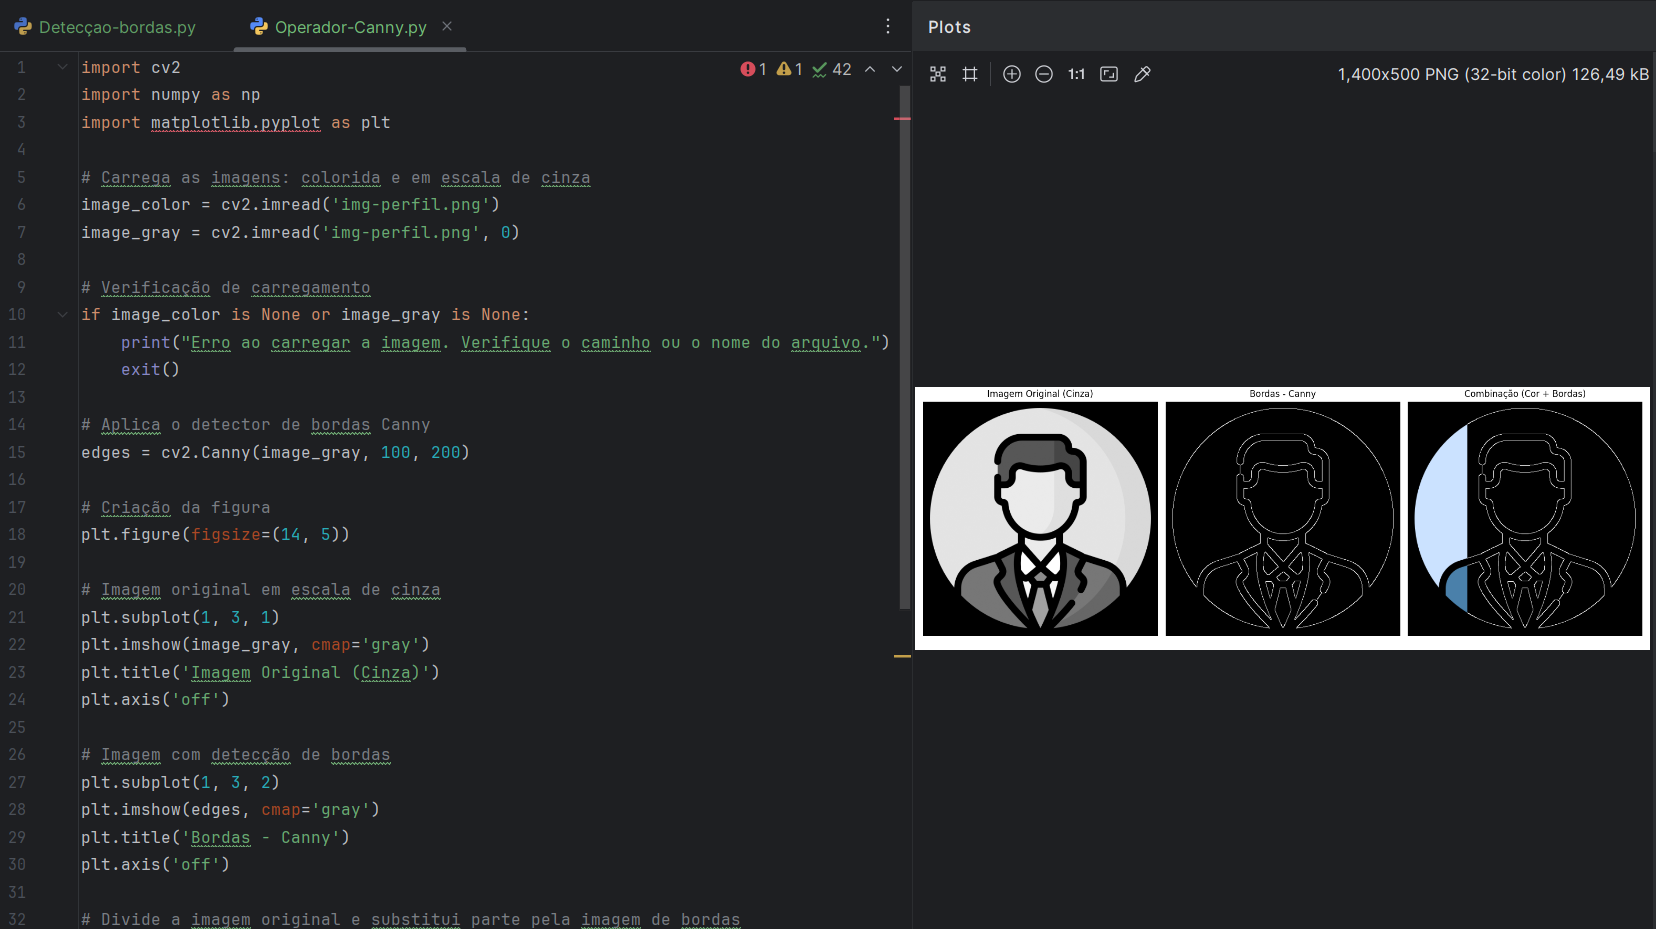 Detecçao-bordas.py
Operador-Canny.py
1 import cv2
2 import numpy as np
3 import matplotlib.pyplot as plt
4
5 # Carrega as imagens: colorida e em escala de cinza
6 image_color = cv2.imread('img-perfil.png')
7 image_gray = cv2.imread('img-perfil.png', 0)
8
9 # Verificação de carregamento
10 if image_color is None or image_gray is None:
11     print("Erro ao carregar a imagem. Verifique o caminho ou o nome do arquivo.")
12     exit()
13
14 # Aplica o detector de bordas Canny
15 edges = cv2.Canny(image_gray, 100, 200)
16
17 # Criação da figura
18 plt.figure(figsize=(14, 5))
19
20 # Imagem original em escala de cinza
21 plt.subplot(1, 3, 1)
22 plt.imshow(image_gray, cmap='gray')
23 plt.title('Imagem Original (Cinza)')
24 plt.axis('off')
25
26 # Imagem com detecção de bordas
27 plt.subplot(1, 3, 2)
28 plt.imshow(edges, cmap='gray')
29 plt.title('Bordas - Canny')
30 plt.axis('off')
31
32 # Divide a imagem original e substitui parte pela imagem de bordas
1 1 42
Plots
1:1
1,400x500 PNG (32-bit color) 126,49 kB
Imagem Original (Cinza)
Bordas - Canny
Combinação (Cor + Bordas)